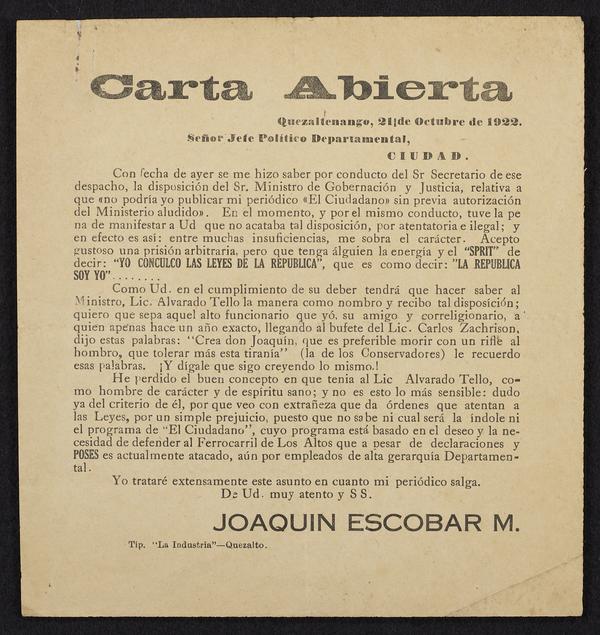 Carta Abierta
Quezaltenango, 21 de Octubre de 1922.
Señor Jefe Político Departamental,
CIUDAD.
Con fecha de ayer se me hizo saber por conducto del Sr Secretario de ese
despacho, la disposición del Sr. Ministro de Gobernación y Justicia, relativa a
que «no podría yo publicar mi periódico «El Ciudadano» sin previa autorización
del Ministerio aludido». En el momento, y por el mismo conducto, tuve la pe
na de manifestar a Ud que no acataba tal disposición, por atentatoria e ilegal; y
en efecto es asi: entre muchas insuficiencias, me sobra el carácter. Acepto
gustoso una prisión arbitraria, pero que tenga álguien la energía y el "SPRIT" de
decir: "YO CONCULCO LAS LEYES DE LA REPUBLICA", que es como decir: "LA REPUBLICA
SOY YO"........
Como Ud. en el cumplimiento de su deber tendrá que hacer saber al
Ministro, Lic. Alvarado Tello la manera como nombro y recibo tal disposición;
quiero que sepa aquel alto funcionario que yó, su amigo y correligionario, a
quien apenas hace un año exacto, llegando al bufete del Lic. Carlos Zachrison,
dijo estas palabras: "Crea don Joaquín, que es preferible morir con un rifle al
hombro, que tolerar más esta tiranía" (la de los Conservadores) le recuerdo
esas palabras. ¡Y dígale que sigo creyendo lo mismo.!
He perdido el buen concepto en que tenia al Lic Alvarado Tello, co-
mo hombre de carácter y de espíritu sano; y no es esto lo más sensible: dudo
ya del criterio de él, por que veo con extrañeza que da órdenes que atentan a
las Leyes, por un simple prejuicio, puesto que no sabe ni cual será la índole ni
el programa de "El Ciudadano", cuyo programa está basado en el deseo y la ne-
cesidad de defender al Ferrocarril de Los Altos que a pesar de declaraciones y
POSES es actualmente atacado, aún por empleados de alta gerarquía Departamen-
tal.
Yo trataré extensamente este asunto en cuanto mi periódico salga.
De Ud. muy atento y S S.
JOAQUIN ESCOBAR M.
Tip. "La Industria"—Quezalto.